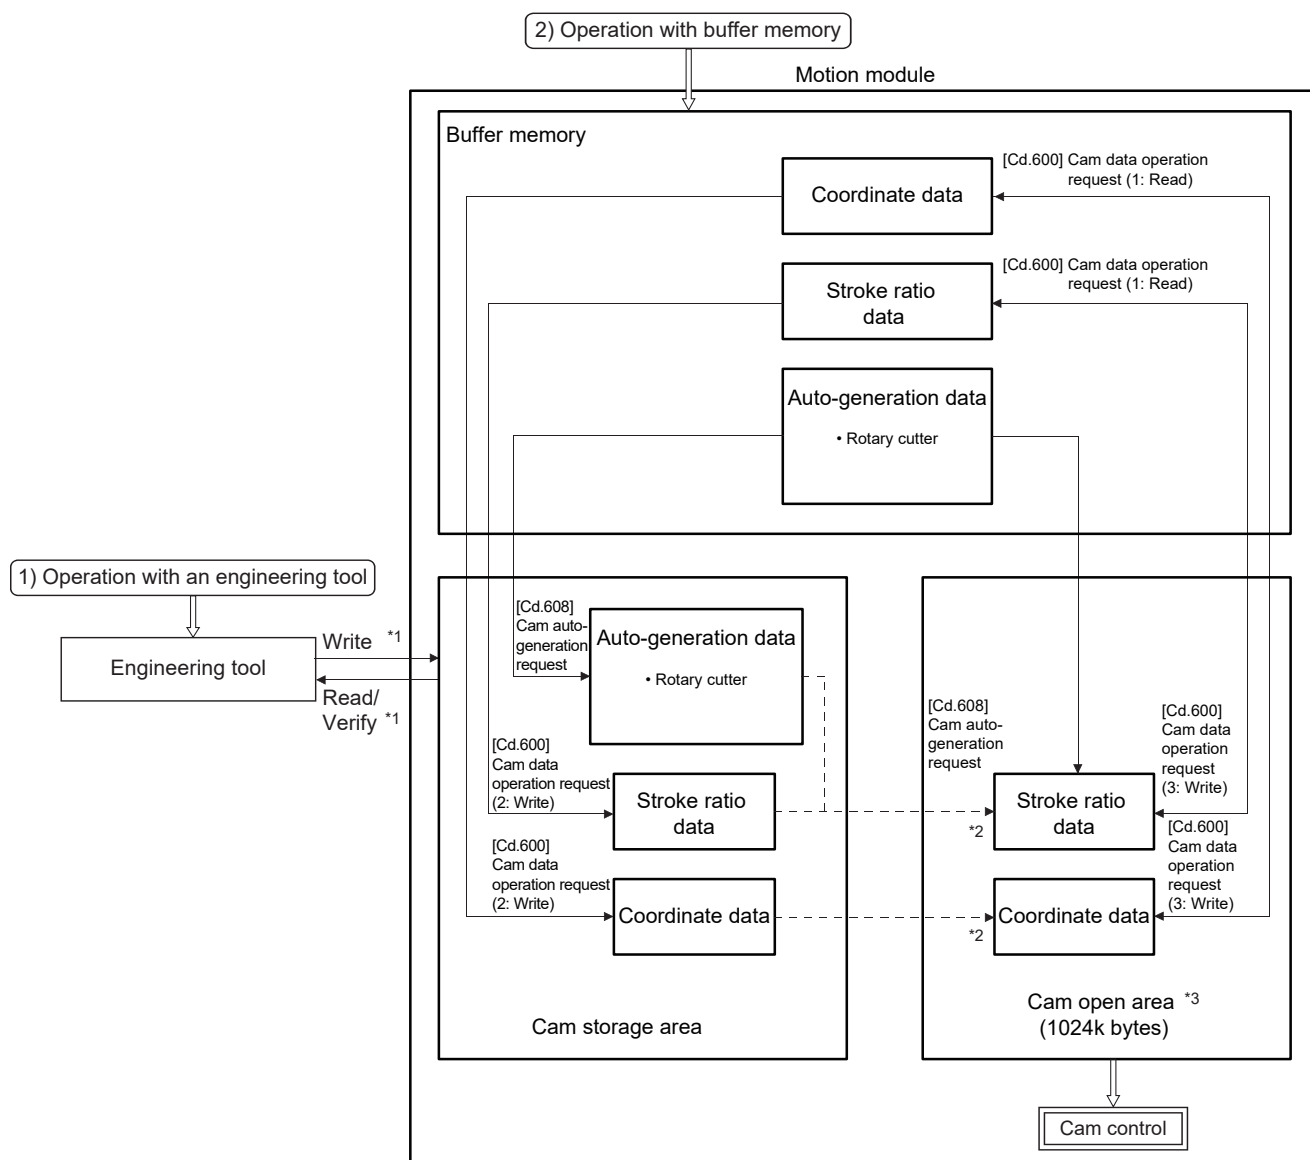 2) Operation with buffer memory
Motion module
Buffer memory
Coordinate data
[Cd.600] Cam data operation
request (1: Read)
Stroke ratio
data
[Cd.600] Cam data operation
request (1: Read)
Auto-generation data
• Rotary cutter
1) Operation with an engineering tool
Engineering tool
Write *1
Read/
Verify *1
[Cd.608]
Cam auto-
generation
request
Auto-generation data
• Rotary cutter
[Cd.600]
Cam data
operation request
(2: Write)
Stroke ratio
data
[Cd.600]
Cam data
operation request
(2: Write)
Coordinate data
Cam storage area
[Cd.608]
Cam auto-
generation
request
[Cd.600]
Cam data
operation
request
(3: Write)
Stroke ratio
data
*2
[Cd.600]
Cam data
operation
request
(3: Write)
Coordinate data
*2
Cam open area *3
(1024k bytes)
Cam control